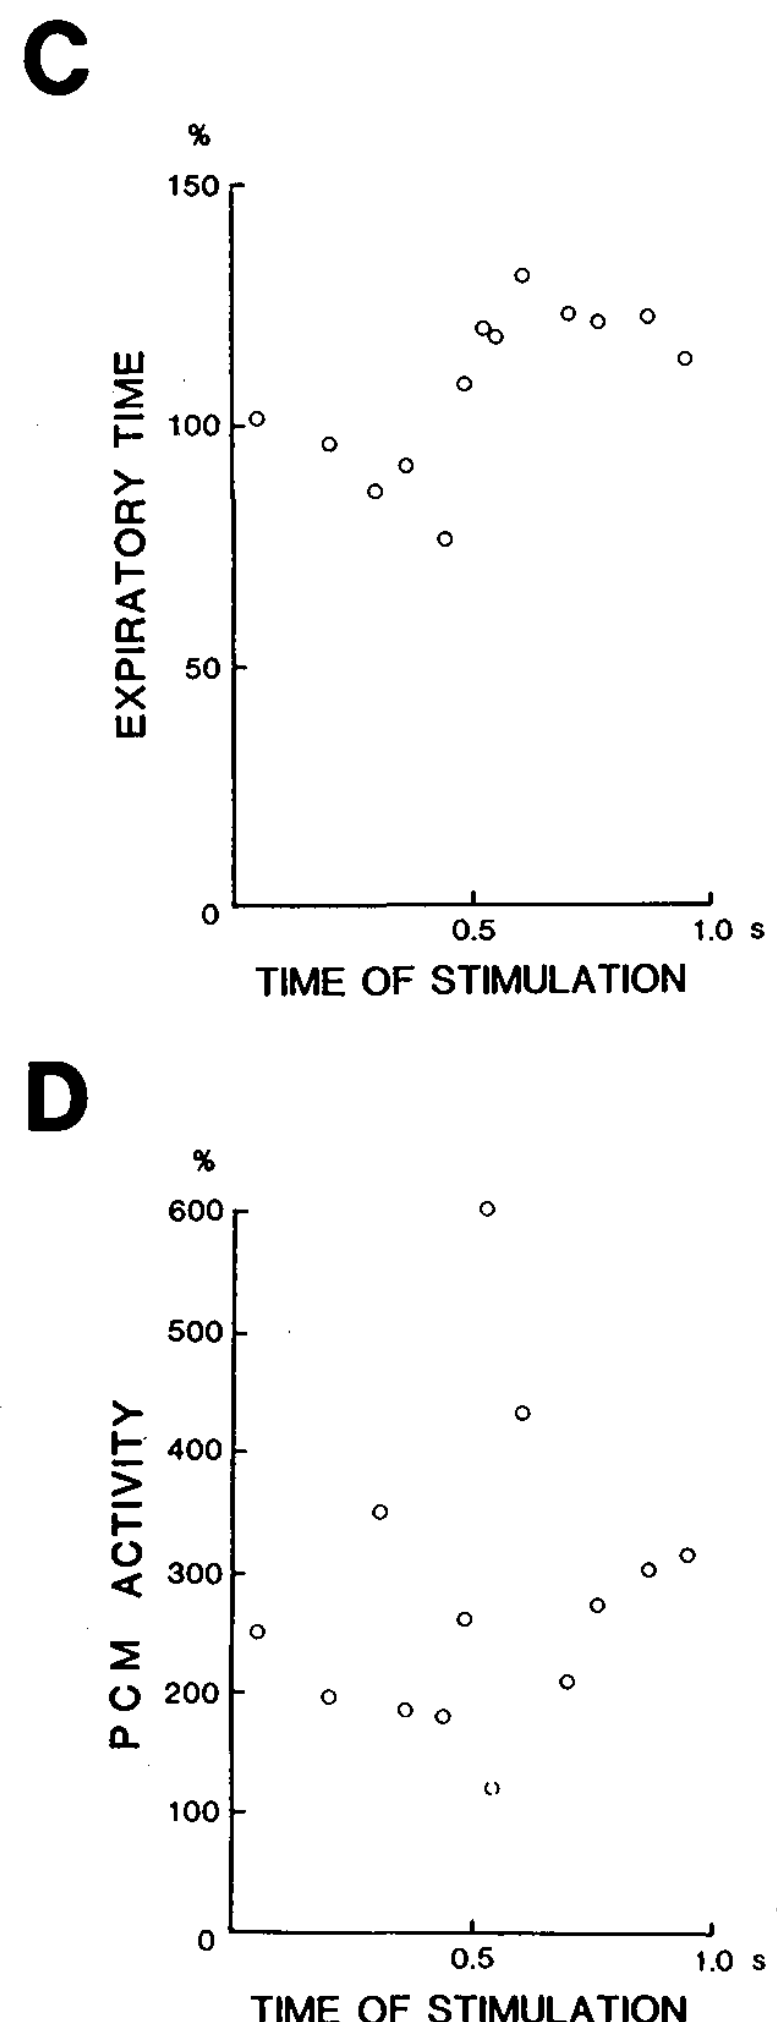 C
%
150
100
50
0
EXPIRATORY TIME
0.5
1.0 s
TIME OF STIMULATION
D
%
600
500
400
300
200
100
0
PCM ACTIVITY
0.5
1.0 s
TIME OF STIMULATION